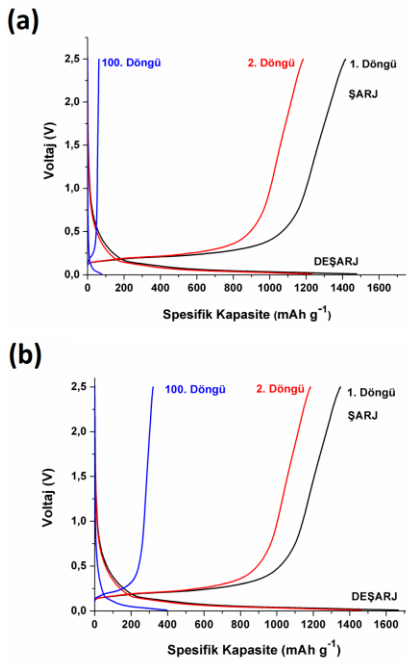 (a)
100. Döngü 2. Döngü 1. Döngü
ŞARJ
DEŞARJ
Voltaj (V)
2,5
2,0
1,5
1,0
0,5
0,0
0 200 400 600 800 1000 1200 1400 1600
Spesifik Kapasite (mAh g⁻¹)
(b)
100. Döngü 2. Döngü 1. Döngü
ŞARJ
DEŞARJ
Voltaj (V)
2,5
2,0
1,5
1,0
0,5
0,0
0 200 400 600 800 1000 1200 1400 1600
Spesifik Kapasite (mAh g⁻¹)